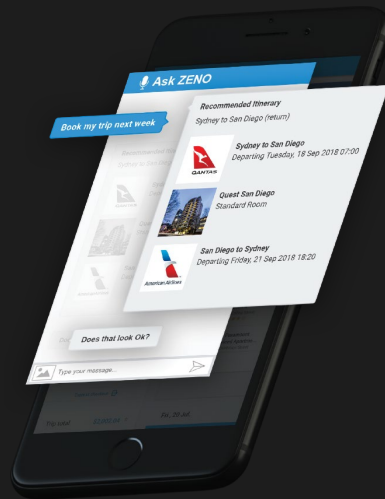 Ask ZENO
Book my trip next week
Recommended Itinerary
Sydney to San Diego (return)
QANTAS
Sydney to San Diego
Departing Tuesday, 18 Sep 2018 07:00
Quest San Diego
Standard Room
American Airlines
San Diego to Sydney
Departing Friday, 21 Sep 2018 18:20
Does that look Ok?
Type your message...